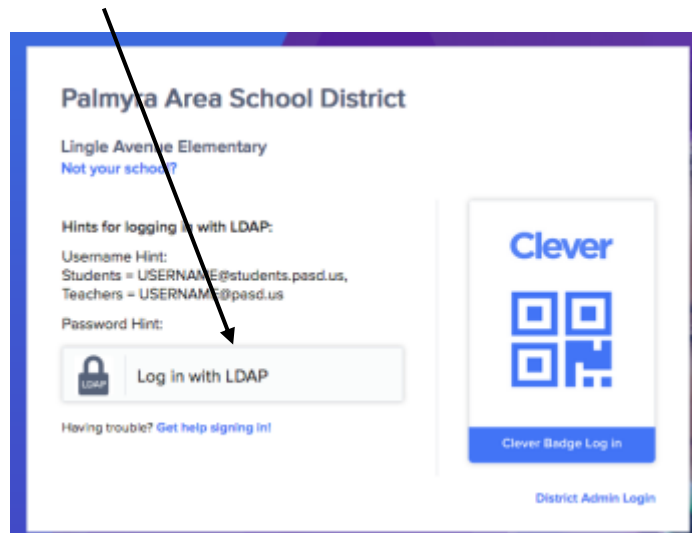 Palmyra Area School District
Lingle Avenue Elementary
Not your school?
Hints for logging in with LDAP:
Username Hint:
Students = USERNAME@students.pasd.us,
Teachers = USERNAME@pasd.us
Password Hint:
LDAP
Log in with LDAP
Having trouble? Get help signing in!
Clever
Clever Badge Log in
District Admin Login